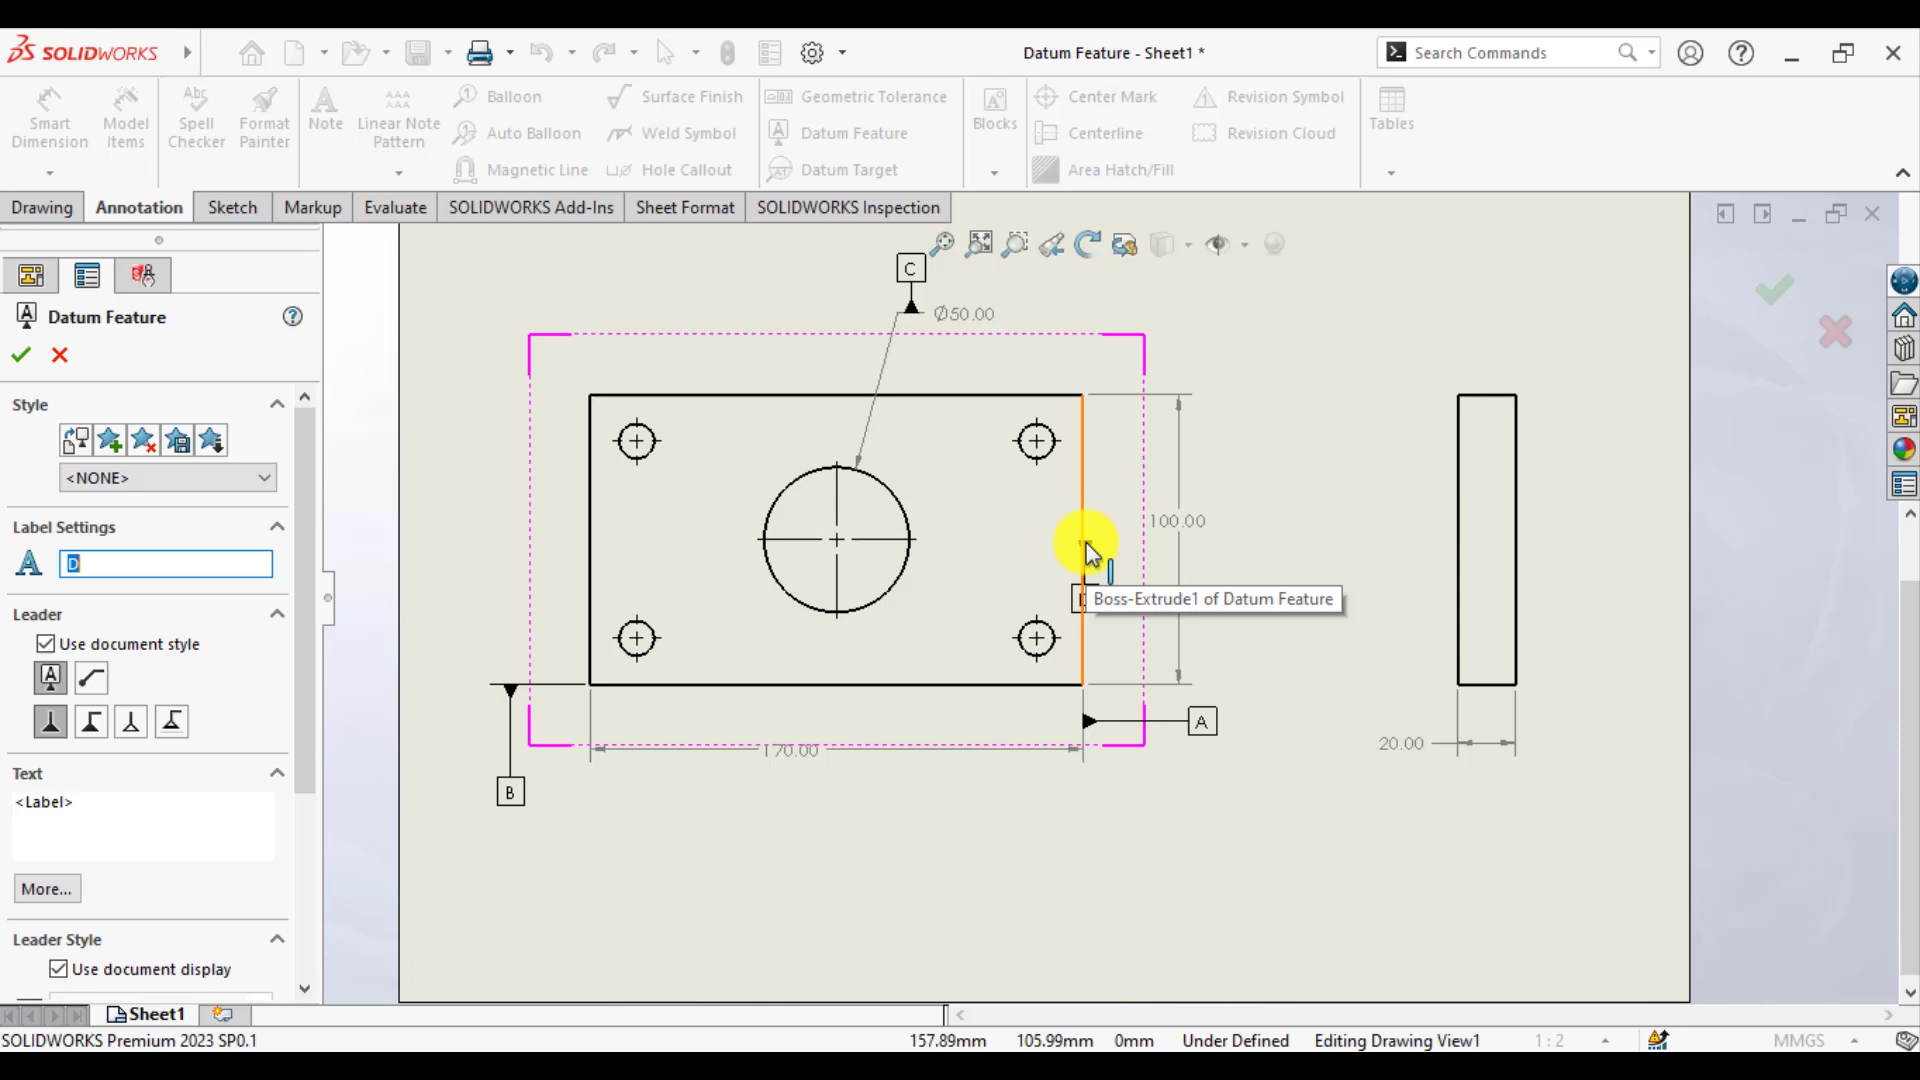 SOLIDWORKS
Datum Feature - Sheet1 *
Search Commands
Smart Dimension
Model Items
Abc
Spell Checker
Format Painter
Note
Linear Note Pattern
Balloon
Auto Balloon
Magnetic Line
Surface Finish
Weld Symbol
Hole Callout
Geometric Tolerance
Datum Feature
Datum Target
Blocks
Center Mark
Centerline
Area Hatch/Fill
Revision Symbol
Revision Cloud
Tables
Drawing
Annotation
Sketch
Markup
Evaluate
SOLIDWORKS Add-Ins
Sheet Format
SOLIDWORKS Inspection
Datum Feature
Style
<NONE>
Label Settings
D
Leader
Use document style
Text
<Label>
More...
Leader Style
Use document display
C
Ø50.00
100.00
Boss-Extrude1 of Datum Feature
A
170.00
B
20.00
Sheet1
SOLIDWORKS Premium 2023 SP0.1
157.89mm
105.99mm
0mm
Under Defined
Editing Drawing View1
1 : 2
MMGS